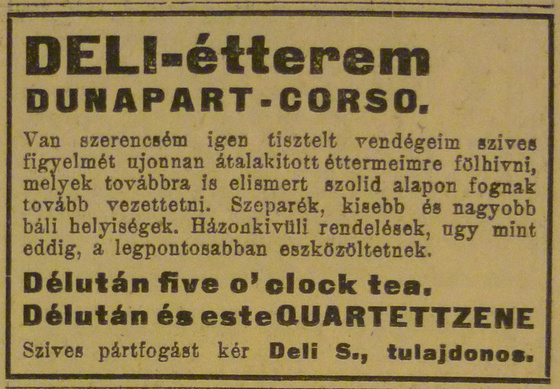 DELI-étterem
DUNAPART-CORSO.
Van szerencsém igen tisztelt vendégeim szives
figyelmét ujonnan átalakitott éttermeimre fölhivni,
melyek továbbra is elismert szolid alapon fognak
tovább vezettetni. Szeparék, kisebb és nagyobb
báli helyiségek. Házonkivüli rendelések, ugy mint
eddig, a legpontosabban eszközöltetnek.
Délután five o'clock tea.
Délután és este QUARTETTZENE
Szives pártfogást kér Deli S., tulajdonos.